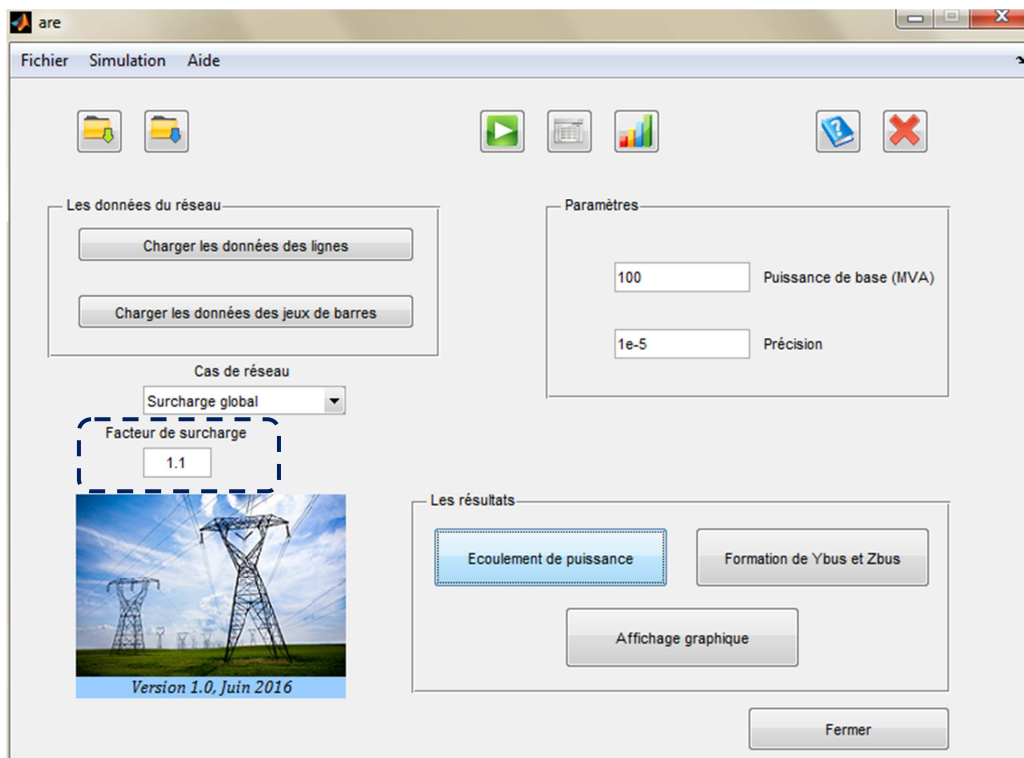 are
Fichier Simulation Aide
Les données du réseau
Charger les données des lignes
Charger les données des jeux de barres
Paramètres
100 Puissance de base (MVA)
1e-5 Précision
Cas de réseau
Surcharge global
Facteur de surcharge
1.1
Version 1.0, Juin 2016
Les résultats
Ecoulement de puissance
Formation de Ybus et Zbus
Affichage graphique
Fermer